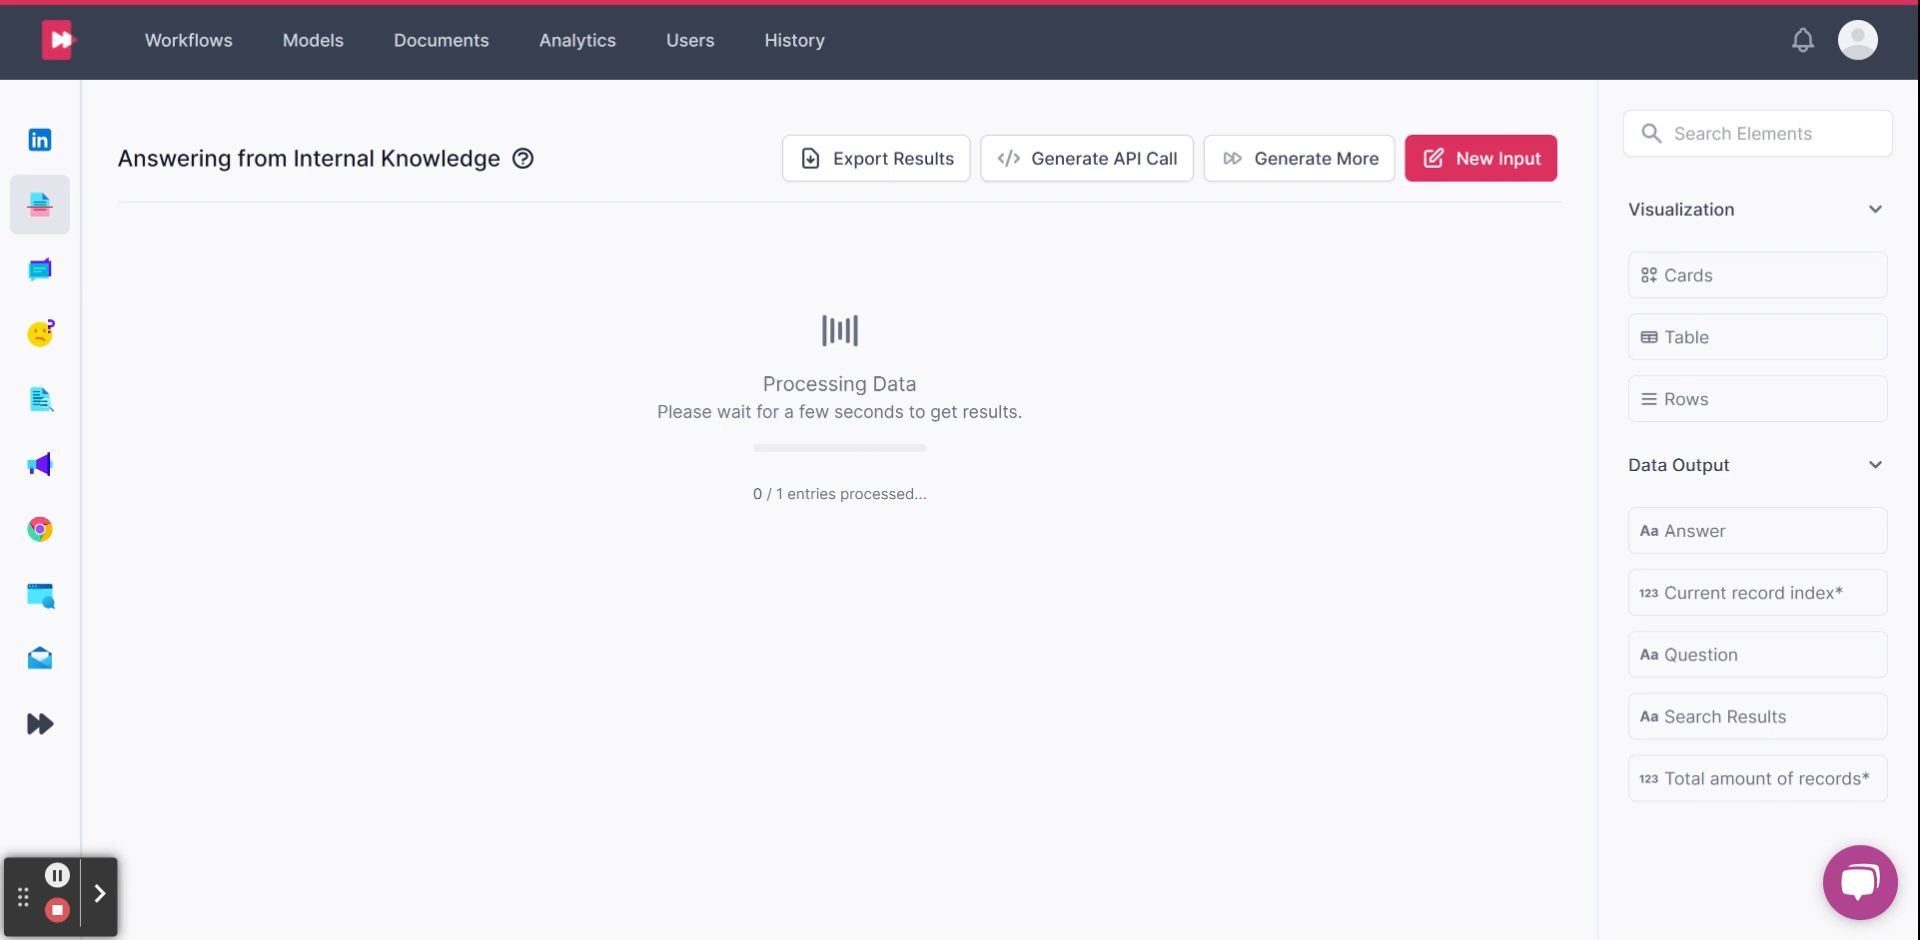 Workflows Models Documents Analytics Users History
Answering from Internal Knowledge
Export Results
</> Generate API Call
Generate More
New Input
Processing Data
Please wait for a few seconds to get results.
0 / 1 entries processed...
Search Elements
Visualization
Cards
Table
Rows
Data Output
Aa Answer
123 Current record index*
Aa Question
Aa Search Results
123 Total amount of records*
in